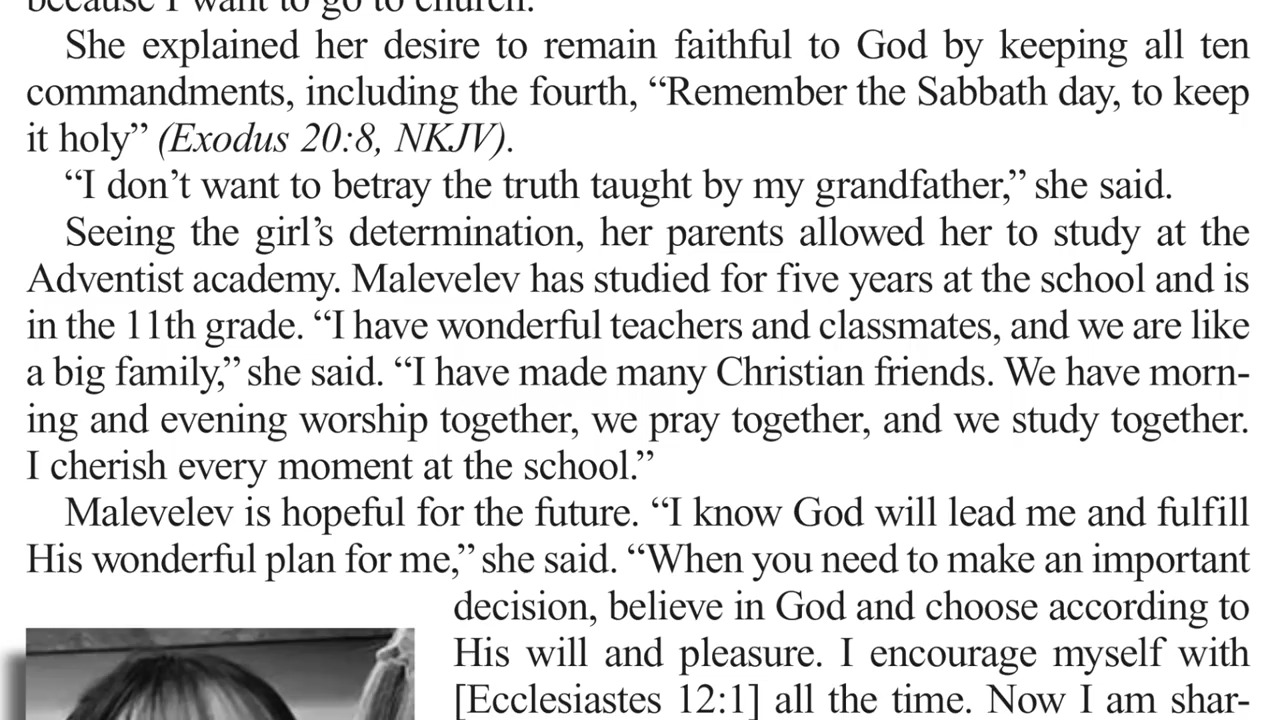 because I want to go to church.
She explained her desire to remain faithful to God by keeping all ten
commandments, including the fourth, “Remember the Sabbath day, to keep
it holy” (Exodus 20:8, NKJV).
“I don’t want to betray the truth taught by my grandfather,” she said.
Seeing the girl’s determination, her parents allowed her to study at the
Adventist academy. Malevelev has studied for five years at the school and is
in the 11th grade. “I have wonderful teachers and classmates, and we are like
a big family,” she said. “I have made many Christian friends. We have morn-
ing and evening worship together, we pray together, and we study together.
I cherish every moment at the school.”
Malevelev is hopeful for the future. “I know God will lead me and fulfill
His wonderful plan for me,” she said. “When you need to make an important
decision, believe in God and choose according to
His will and pleasure. I encourage myself with
[Ecclesiastes 12:1] all the time. Now I am shar-